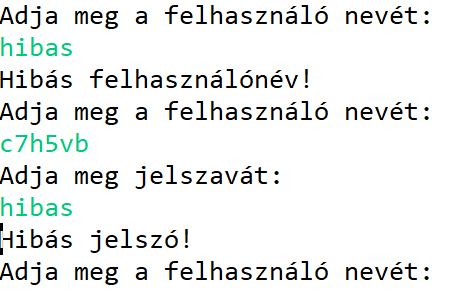 Adja meg a felhasználó nevét:
hibas
Hibás felhasználónév!
Adja meg a felhasználó nevét:
c7h5vb
Adja meg jelszavát:
hibas
Hibás jelszó!
Adja meg a felhasználó nevét: